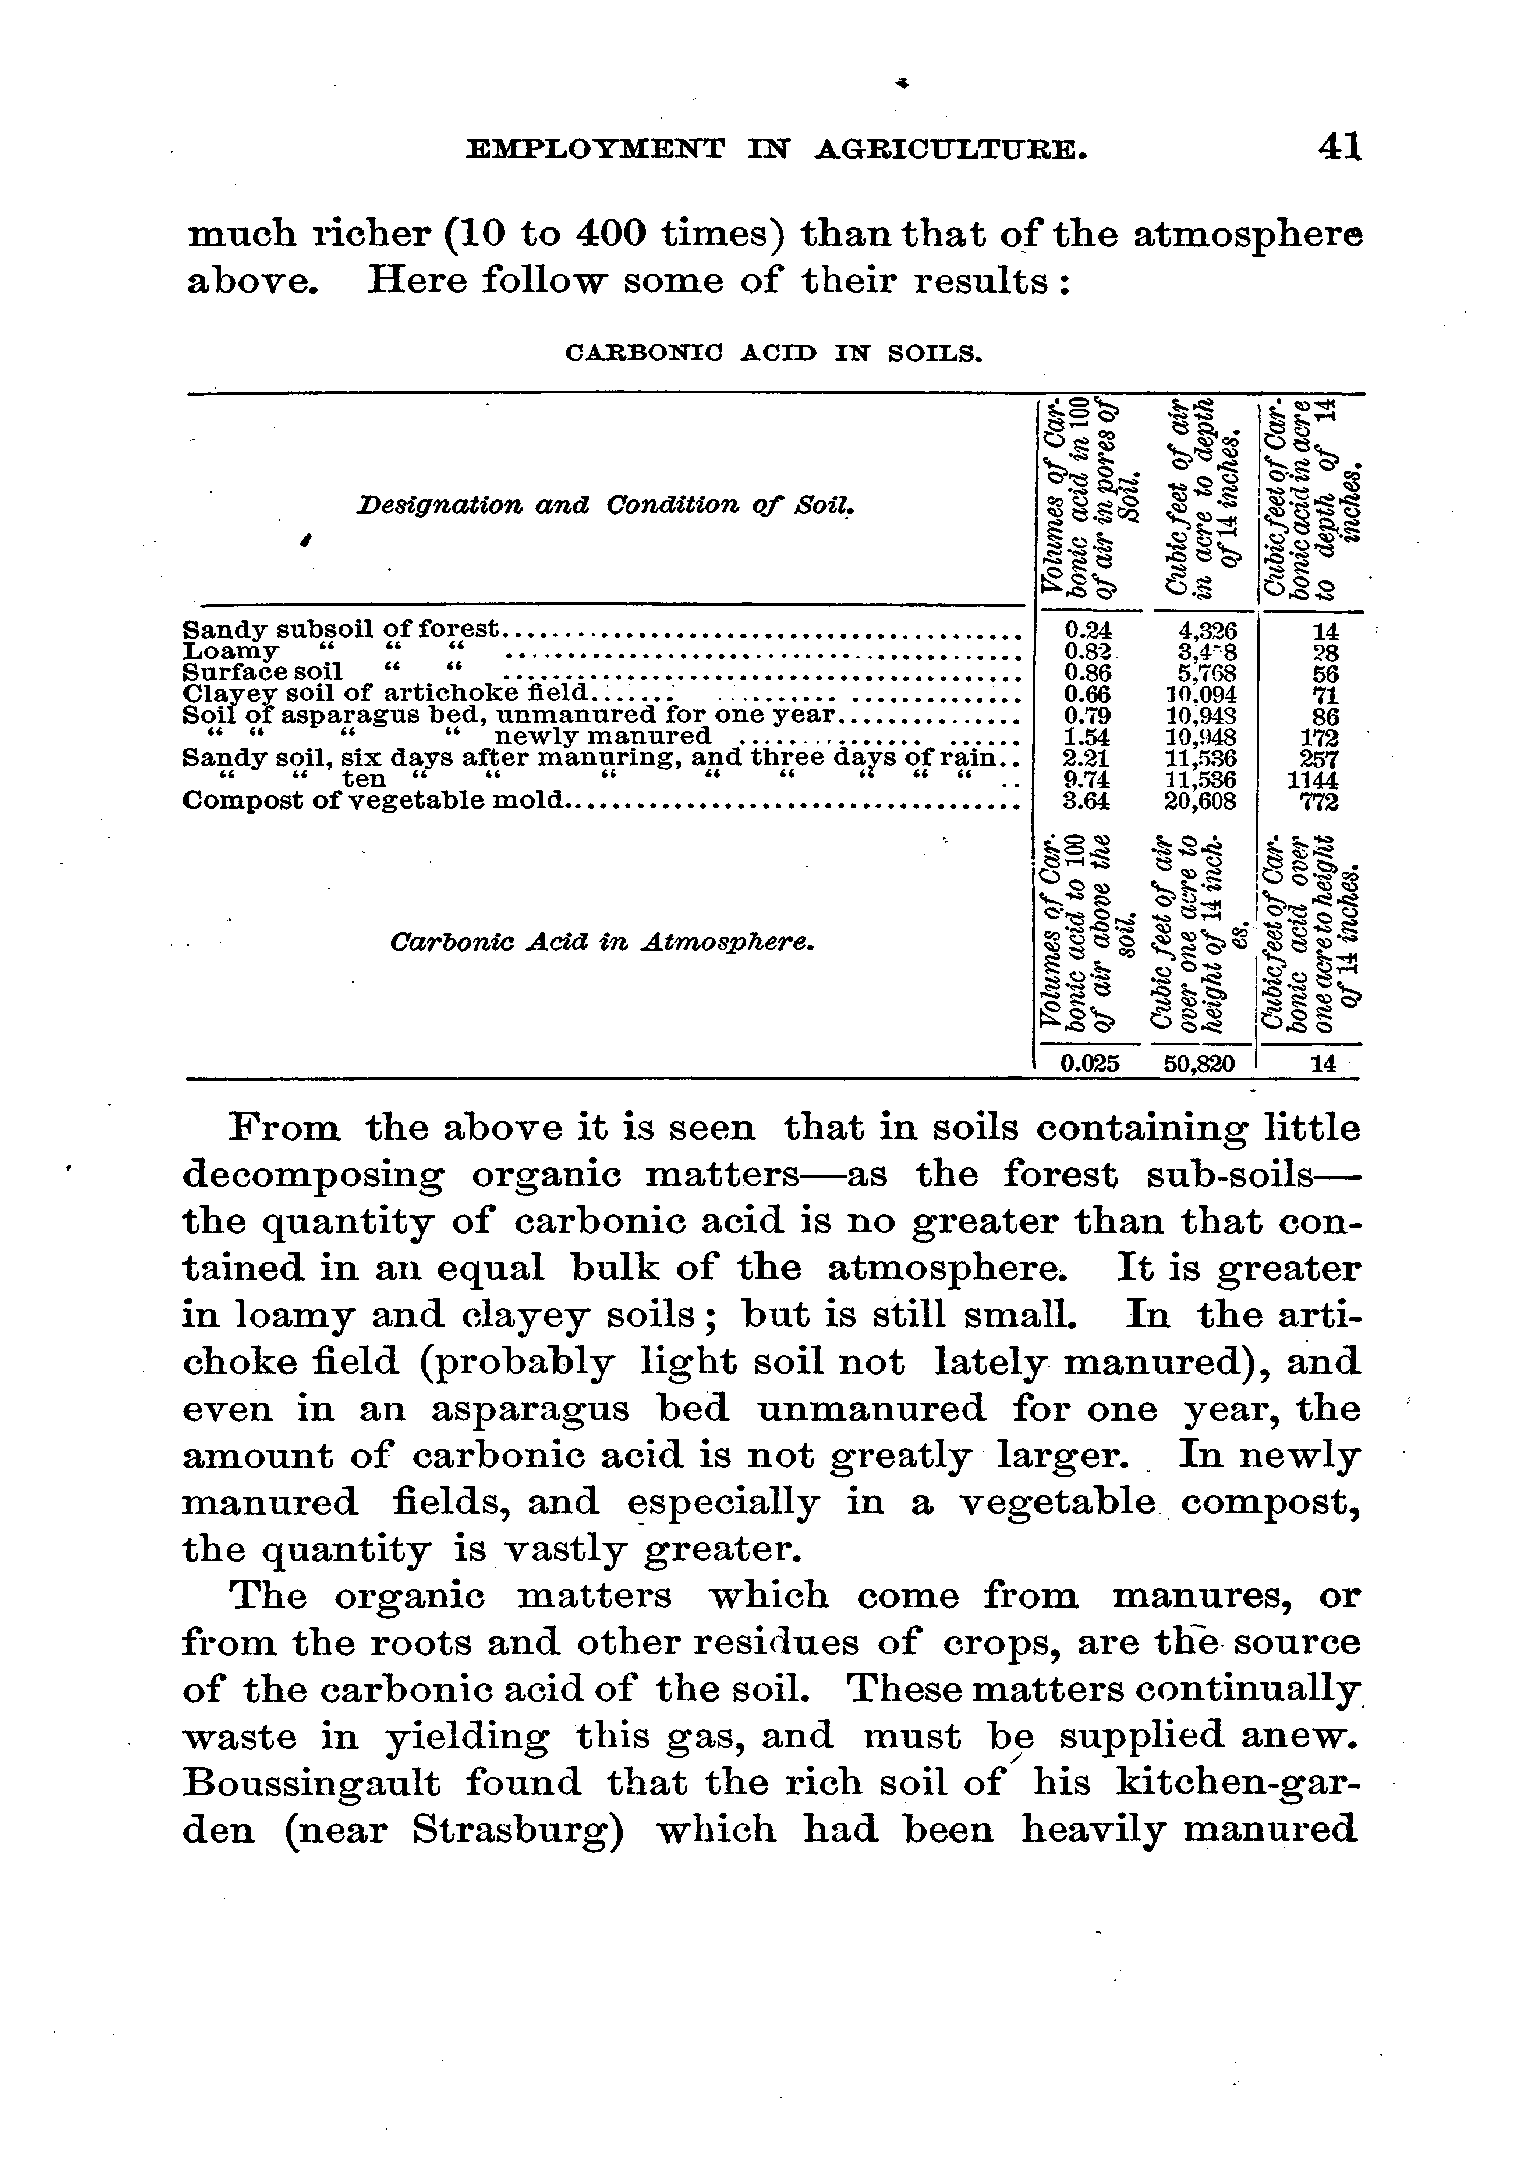 EMPLOYMENT IN AGRICULTURE. 41
much richer (10 to 400 times) than that of the atmosphere
above. Here follow some of their results :
CARBONIC ACID IN SOILS.
Designation and Condition of Soil.
Volumes of Car-
bonic acid in 100
of air in pores of
Soil.
Cubic feet of air
in acre to depth
of 14 inches.
Cubic feet of Car-
bonic acid in acre
to depth of 14
inches.
Sandy subsoil of forest........................................ 0.24 4,326 14
Loamy “ “ “ ........................................ 0.82 28
Surface soil “ “ ........................................ 0.86 5,768 56
Clayey soil of artichoke field................................ 0.66 10.094 71
Soil of asparagus bed, unmanured for one year............... 0.79 10,948 86
“ “ “ “ newly manured ...................... 1.54 10,948 172
Sandy soil, six days after manuring, and three days of rain.. 2.21 11,536 257
“ “ ten “ “ “ “ “ “ “ “ .. 9.74 11,536 1144
Compost of vegetable mold................................... 3.64 20,608 772
Carbonic Acid in Atmosphere.
Volumes of Car-
bonic acid to 100
of air above the
soil.
Cubic feet of air
over one acre to
height of 14 inch-
es.
Cubic feet of Car-
bonic acid over
one acre to height
of 14 inches.
0.025 50,820 14
From the above it is seen that in soils containing little
decomposing organic matters—as the forest sub-soils—
the quantity of carbonic acid is no greater than that con-
tained in an equal bulk of the atmosphere. It is greater
in loamy and clayey soils ; but is still small. In the arti-
choke field (probably light soil not lately manured), and
even in an asparagus bed unmanured for one year, the
amount of carbonic acid is not greatly larger. In newly
manured fields, and especially in a vegetable compost,
the quantity is vastly greater.
The organic matters which come from manures, or
from the roots and other residues of crops, are the source
of the carbonic acid of the soil. These matters continually
waste in yielding this gas, and must be supplied anew.
Boussingault found that the rich soil of his kitchen-gar-
den (near Strasburg) which had been heavily manured